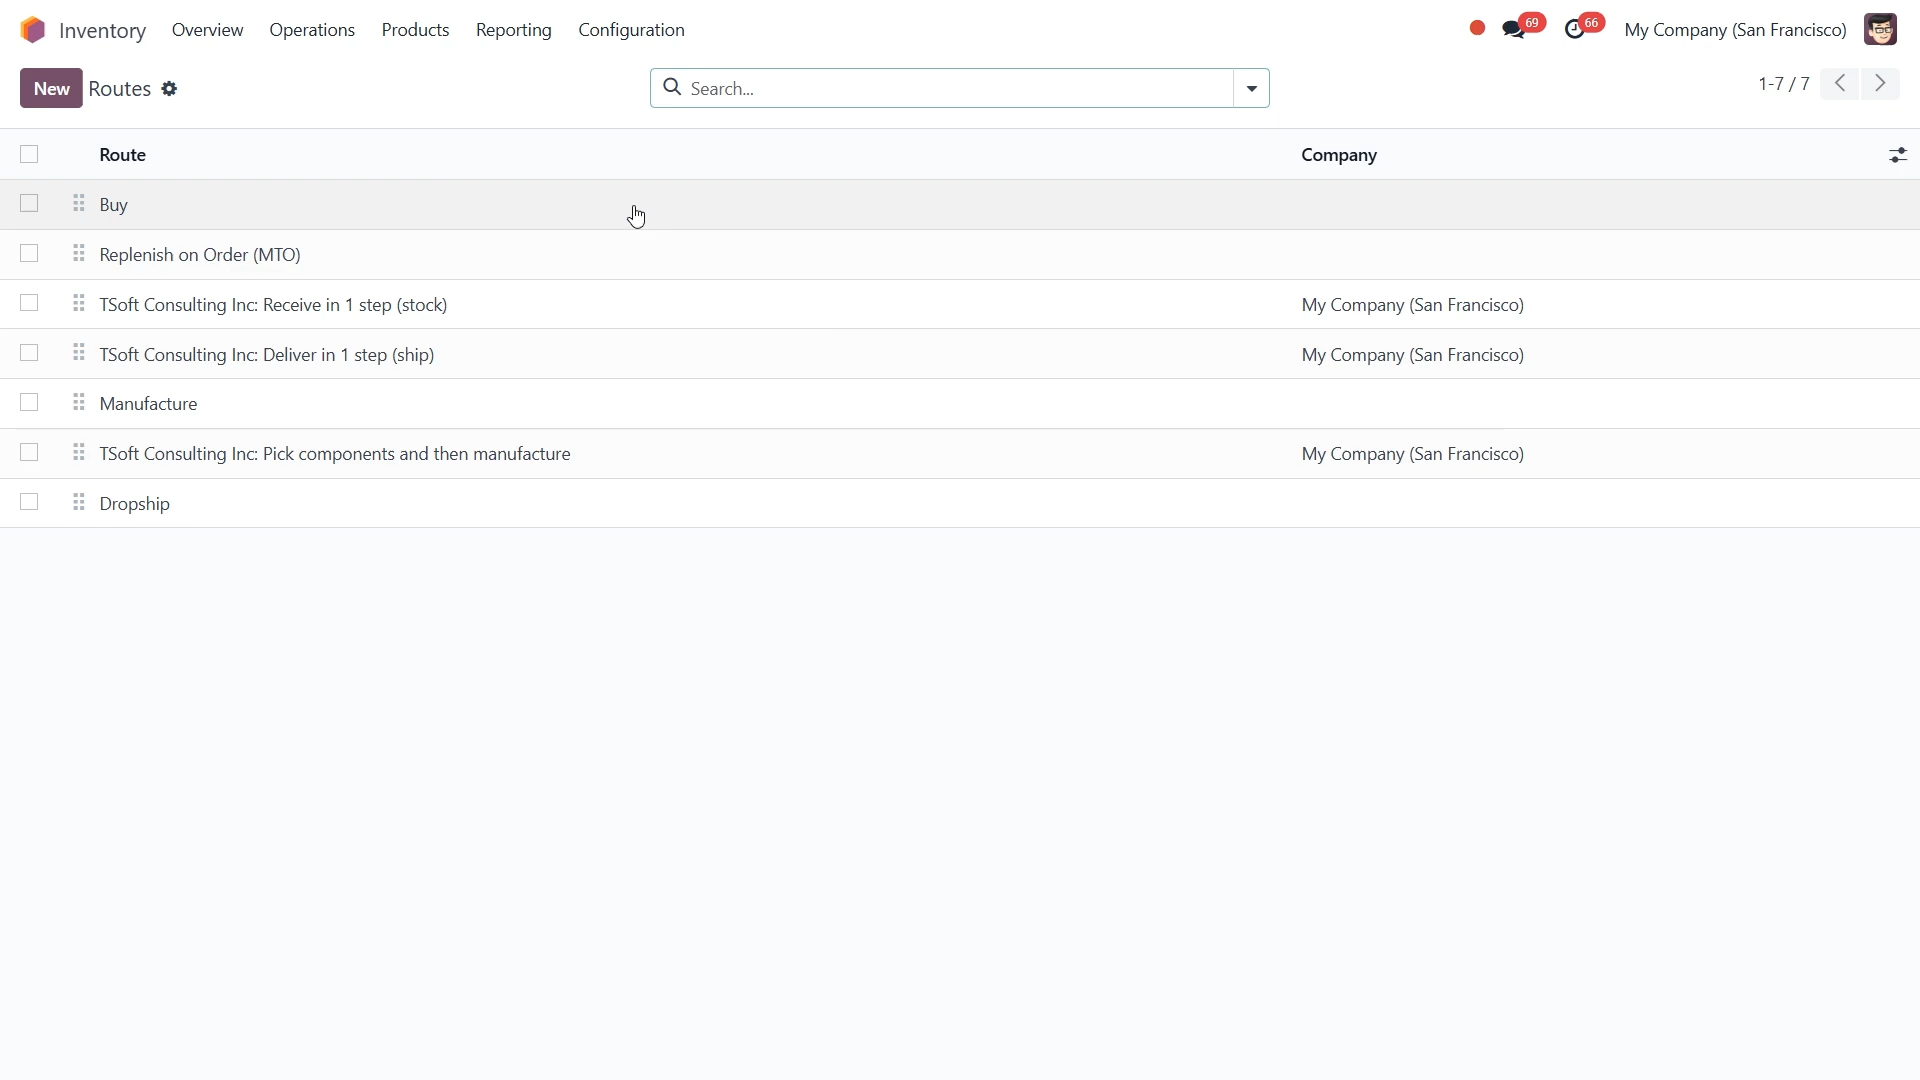 Inventory Overview Operations Products Reporting Configuration 69 66 My Company (San Francisco)
New Routes Search... 1-7 / 7
Route Company
Buy
Replenish on Order (MTO)
TSoft Consulting Inc: Receive in 1 step (stock) My Company (San Francisco)
TSoft Consulting Inc: Deliver in 1 step (ship) My Company (San Francisco)
Manufacture
TSoft Consulting Inc: Pick components and then manufacture My Company (San Francisco)
Dropship